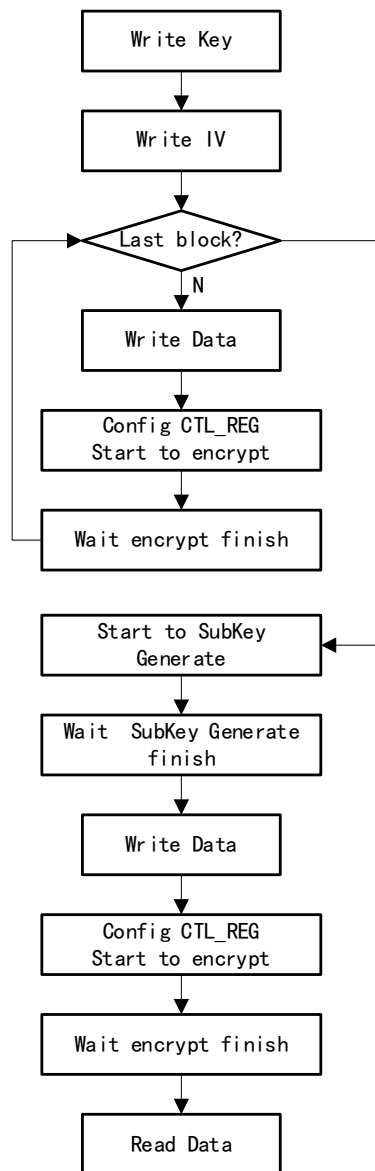 Write Key
Write IV
Last block?
N
Write Data
Config CTL_REG
Start to encrypt
Wait encrypt finish
Start to SubKey
Generate
Wait  SubKey Generate
finish
Write Data
Config CTL_REG
Start to encrypt
Wait encrypt finish
Read Data